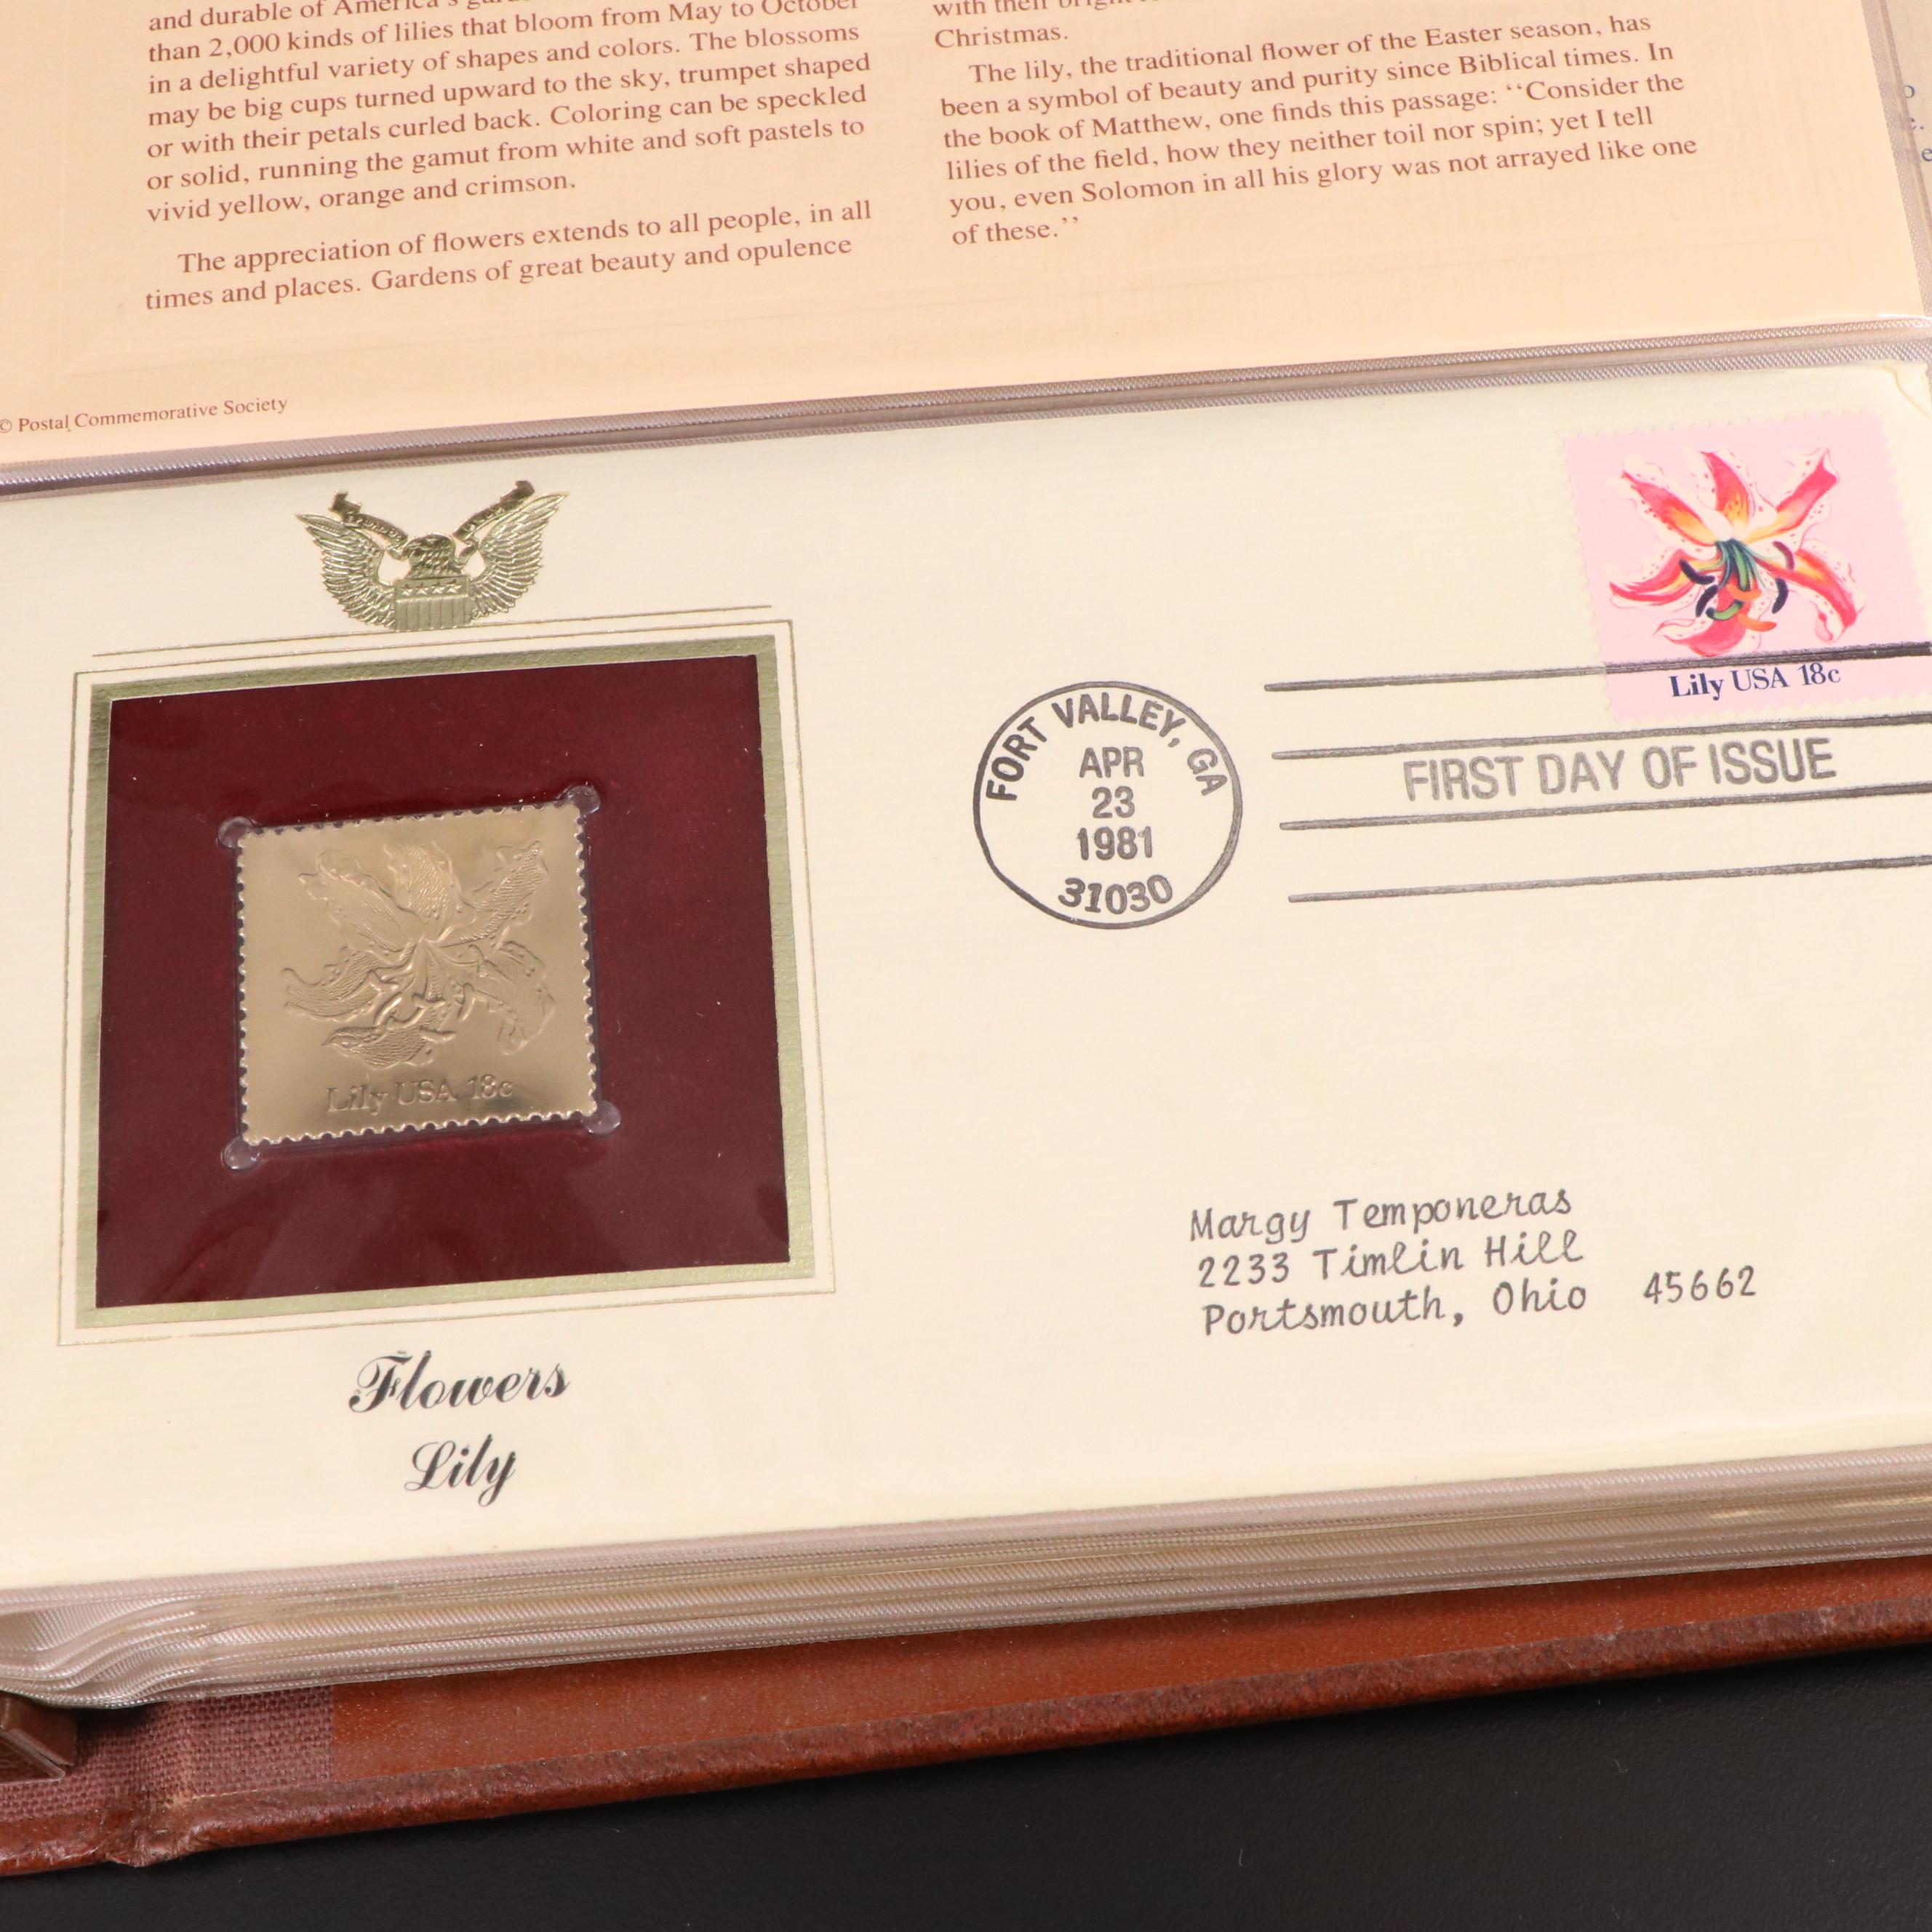 and durable of America's
than 2,000 kinds of lilies that bloom from May to October
in a delightful variety of shapes and colors. The blossoms
may be big cups turned upward to the sky, trumpet shaped
or with their petals curled back. Coloring can be speckled
or solid, running the gamut from white and soft pastels to
vivid yellow, orange and crimson.
The appreciation of flowers extends to all people, in all
times and places. Gardens of great beauty and opulence
with their bright
Christmas.
The lily, the traditional flower of the Easter season, has
been a symbol of beauty and purity since Biblical times. In
the book of Matthew, one finds this passage: ‘‘Consider the
lilies of the field, how they neither toil nor spin; yet I tell
you, even Solomon in all his glory was not arrayed like one
of these.’’
© Postal Commemorative Society
Lily USA 18c
FORT VALLEY, GA
APR
23
1981
31030
FIRST DAY OF ISSUE
Lily USA 18c
Margy Temponeras
2233 Timlin Hill
Portsmouth, Ohio 45662
Flowers
Lily